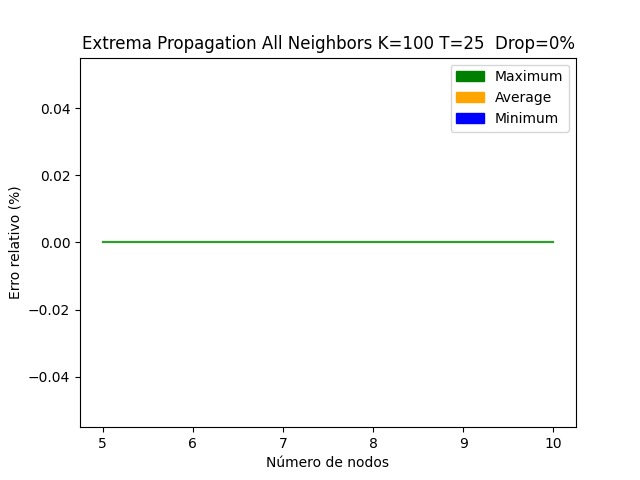 Extrema Propagation All Neighbors K=100 T=25  Drop=0%
Maximum
Average
Minimum
Erro relativo (%)
0.04
0.02
0.00
−0.02
−0.04
5 6 7 8 9 10
Número de nodos